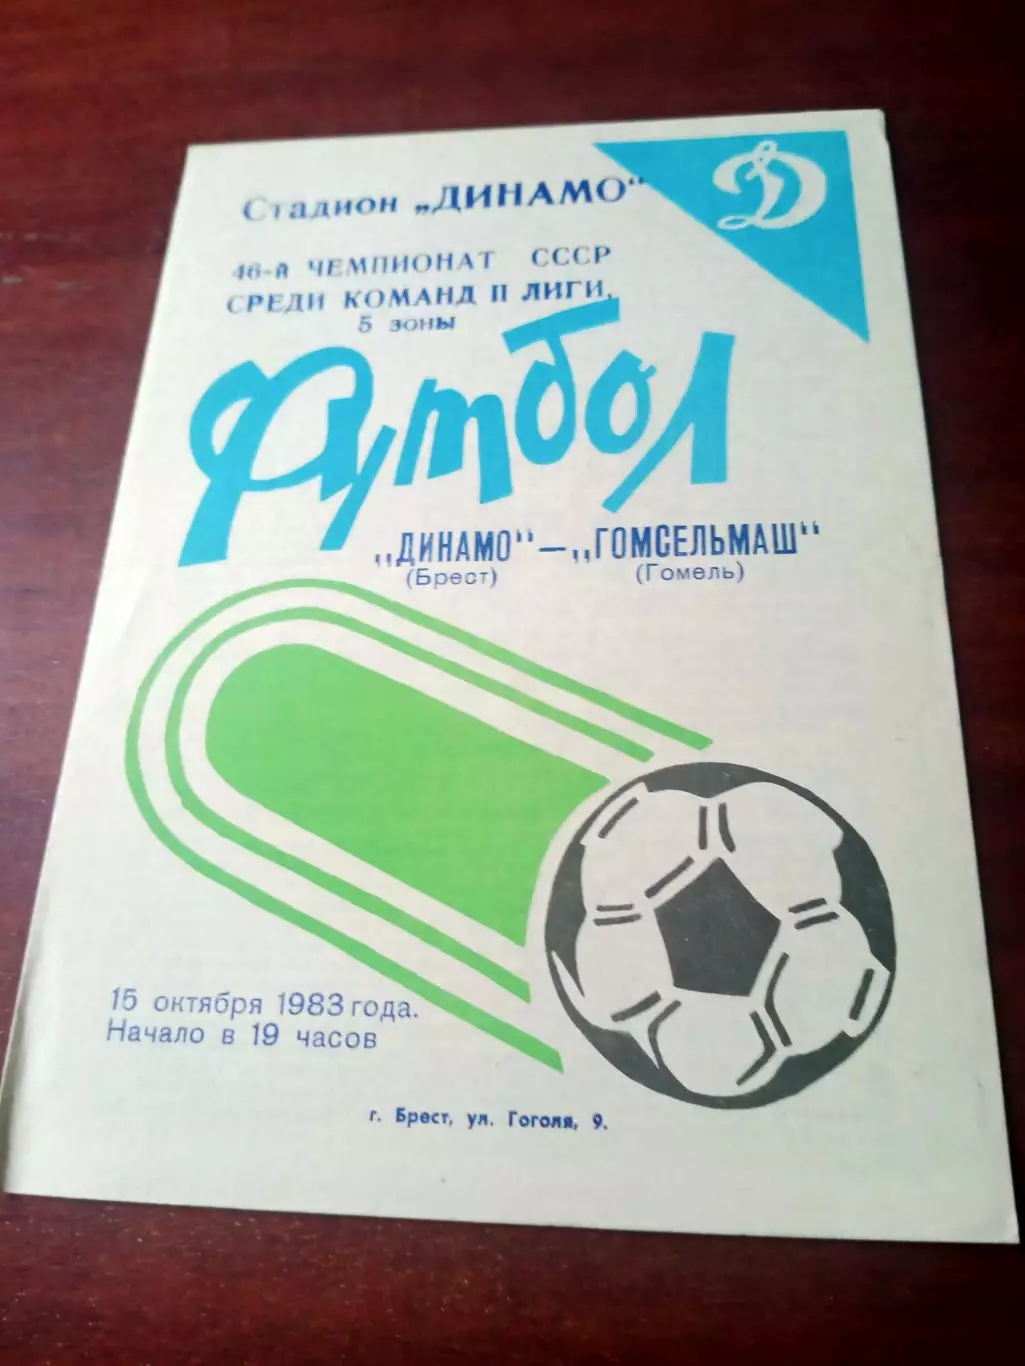 Стадион „ДИНАМО“
Д
46-й ЧЕМПИОНАТ СССР
СРЕДИ КОМАНД II ЛИГИ,
5 зоны
Футбол
„ДИНАМО“ — „ГОМСЕЛЬМАШ“
(Брест) (Гомель)
15 октября 1983 года.
Начало в 19 часов
г. Брест, ул. Гоголя, 9.